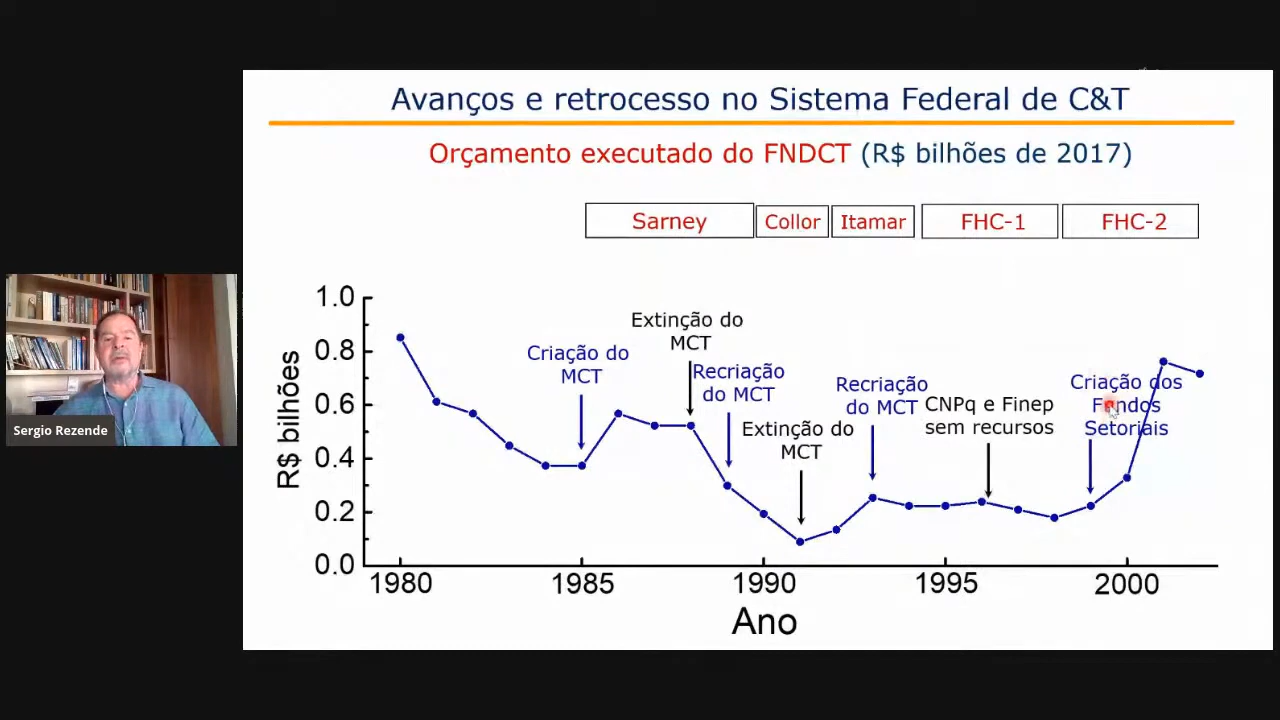 Avanços e retrocesso no Sistema Federal de C&T
Orçamento executado do FNDCT (R$ bilhões de 2017)
Sarney
Collor
Itamar
FHC-1
FHC-2
R$ bilhões
1.0
0.8
0.6
0.4
0.2
0.0
Criação do
MCT
Extinção do
MCT
Recriação
do MCT
Extinção do
MCT
Recriação
do MCT
CNPq e Finep
sem recursos
Criação dos
Fundos
Setoriais
1980
1985
1990
1995
2000
Ano
Sergio Rezende